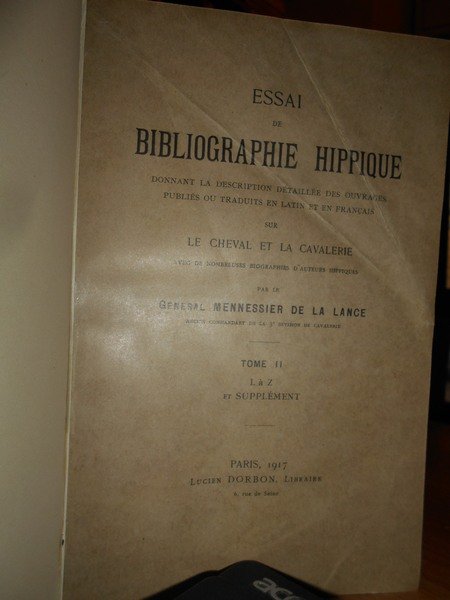 ESSAI
DE
BIBLIOGRAPHIE HIPPIQUE
DONNANT LA DESCRIPTION DÉTAILLÉE DES OUVRAGES
PUBLIÉS OU TRADUITS EN LATIN ET EN FRANÇAIS
SUR
LE CHEVAL ET LA CAVALERIE
AVEC DE NOMBREUSES BIOGRAPHIES D'AUTEURS HIPPIQUES
PAR LE
GÉNÉRAL MENNESSIER DE LA LANCE
ANCIEN COMMANDANT DE LA 3e DIVISION DE CAVALERIE
TOME II
L à Z
ET SUPPLÉMENT
PARIS, 1917
LUCIEN DORBON, LIBRAIRE
6, rue de Seine